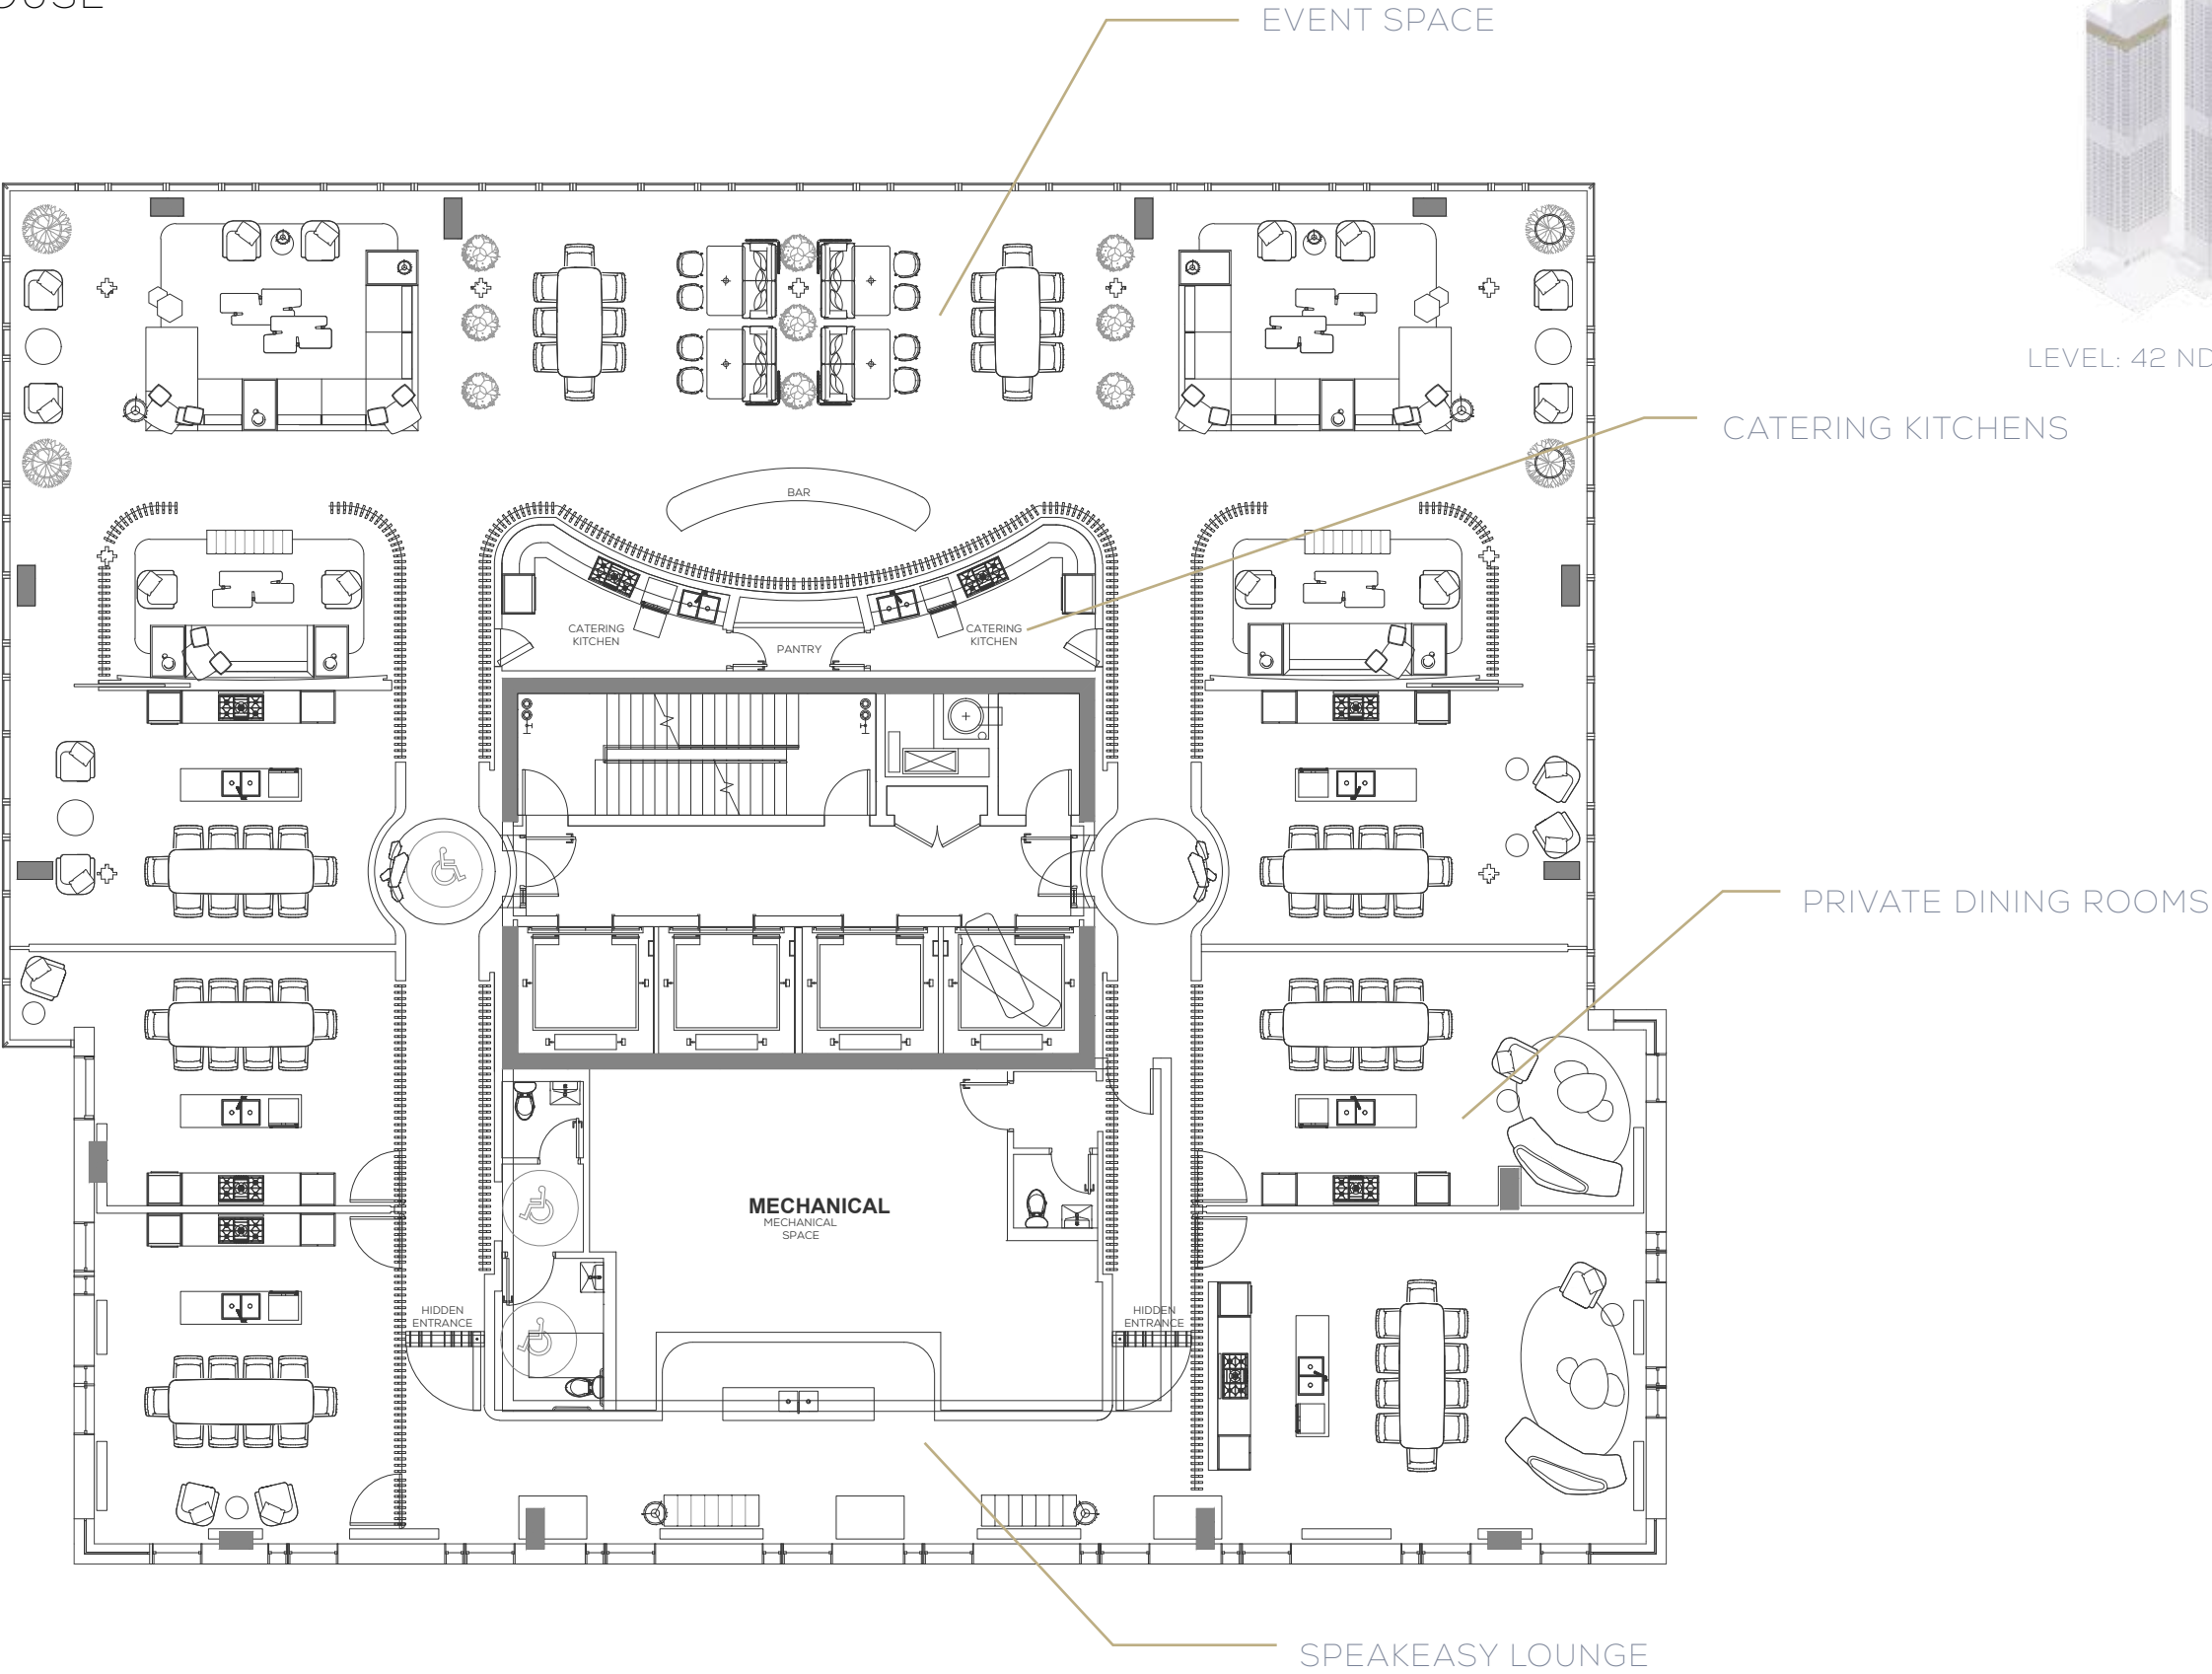 EVENT SPACE
LEVEL: 42 ND
CATERING KITCHENS
BAR
CATERING
KITCHEN
PANTRY
CATERING
KITCHEN
PRIVATE DINING ROOMS
MECHANICAL
MECHANICAL
SPACE
HIDDEN
ENTRANCE
HIDDEN
ENTRANCE
SPEAKEASY LOUNGE